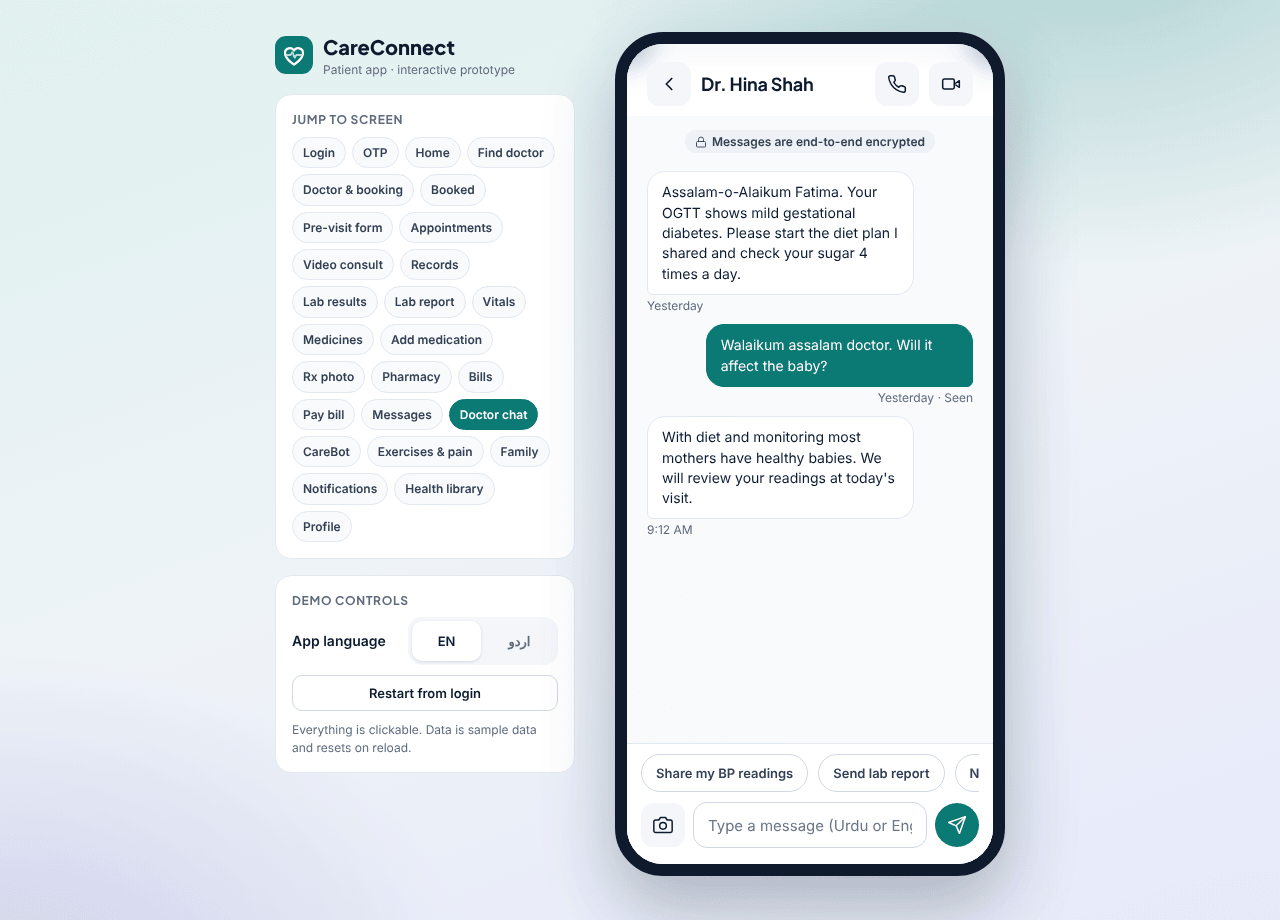 CareConnect
Patient app · interactive prototype
JUMP TO SCREEN
Login
OTP
Home
Find doctor
Doctor & booking
Booked
Pre-visit form
Appointments
Video consult
Records
Lab results
Lab report
Vitals
Medicines
Add medication
Rx photo
Pharmacy
Bills
Pay bill
Messages
Doctor chat
CareBot
Exercises & pain
Family
Notifications
Health library
Profile
DEMO CONTROLS
App language
EN
اردو
Restart from login
Everything is clickable. Data is sample data
and resets on reload.
Dr. Hina Shah
Messages are end-to-end encrypted
Assalam-o-Alaikum Fatima. Your
OGTT shows mild gestational
diabetes. Please start the diet plan I
shared and check your sugar 4
times a day.
Yesterday
Walaikum assalam doctor. Will it
affect the baby?
Yesterday · Seen
With diet and monitoring most
mothers have healthy babies. We
will review your readings at today's
visit.
9:12 AM
Share my BP readings
Send lab report
Type a message (Urdu or